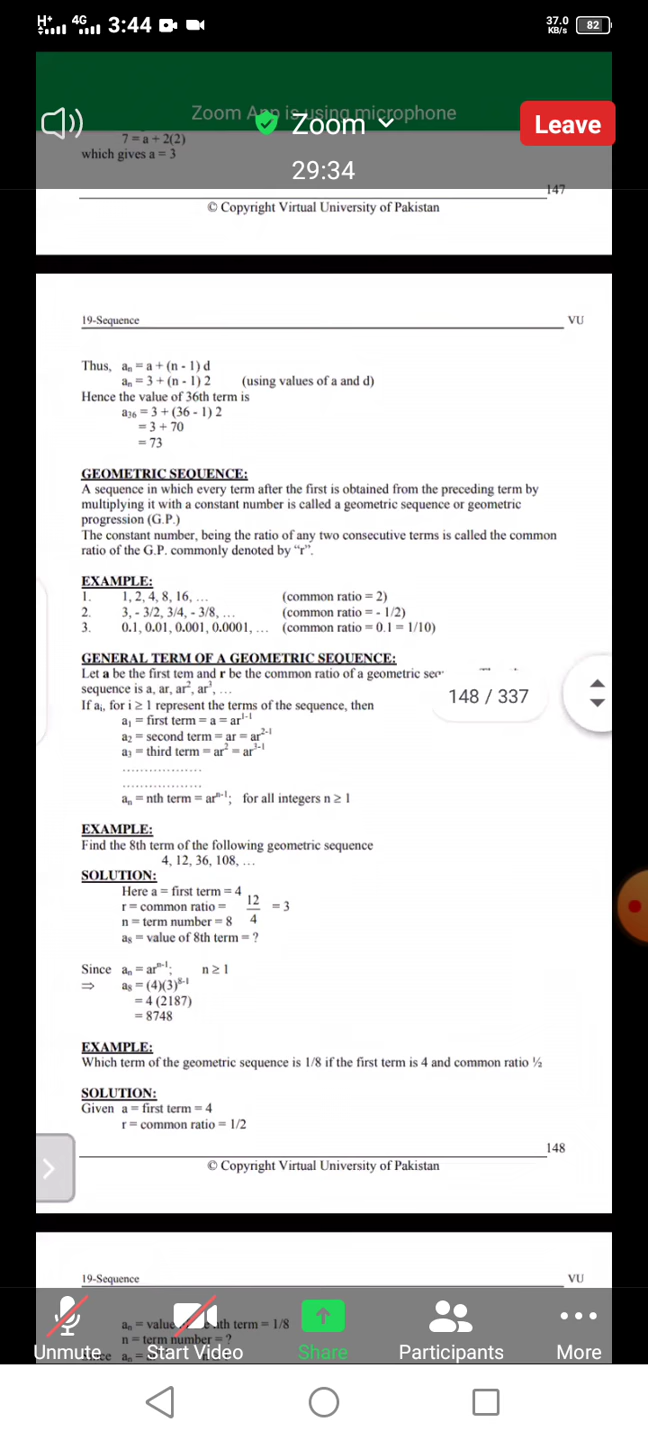 H+ 4G 3:44 37.0 KB/s 82
Zoom App is using microphone
Zoom
Leave
7 = a + 2(2)
which gives a = 3
29:34
147
© Copyright Virtual University of Pakistan
19-Sequence VU
Thus, aₙ = a + (n - 1) d
aₙ = 3 + (n - 1) 2 (using values of a and d)
Hence the value of 36th term is
a₃₆ = 3 + (36 - 1) 2
= 3 + 70
= 73
GEOMETRIC SEQUENCE:
A sequence in which every term after the first is obtained from the preceding term by
multiplying it with a constant number is called a geometric sequence or geometric
progression (G.P.)
The constant number, being the ratio of any two consecutive terms is called the common
ratio of the G.P. commonly denoted by “r”.
EXAMPLE:
1. 1, 2, 4, 8, 16, … (common ratio = 2)
2. 3, - 3/2, 3/4, - 3/8, … (common ratio = - 1/2)
3. 0.1, 0.01, 0.001, 0.0001, … (common ratio = 0.1 = 1/10)
GENERAL TERM OF A GEOMETRIC SEQUENCE:
Let a be the first tem and r be the common ratio of a geometric
sequence is a, ar, ar², ar³, …
148 / 337
If aᵢ, for i ≥ 1 represent the terms of the sequence, then
a₁ = first term = a = ar¹⁻¹
a₂ = second term = ar = ar²⁻¹
a₃ = third term = ar² = ar³⁻¹
………………
………………
aₙ = nth term = arⁿ⁻¹; for all integers n ≥ 1
EXAMPLE:
Find the 8th term of the following geometric sequence
4, 12, 36, 108, …
SOLUTION:
Here a = first term = 4
r = common ratio = 12/4 = 3
n = term number = 8
a₈ = value of 8th term = ?
Since aₙ = arⁿ⁻¹; n ≥ 1
⇒ a₈ = (4)(3)⁸⁻¹
= 4 (2187)
= 8748
EXAMPLE:
Which term of the geometric sequence is 1/8 if the first term is 4 and common ratio ½
SOLUTION:
Given a = first term = 4
r = common ratio = 1/2
148
© Copyright Virtual University of Pakistan
19-Sequence VU
aₙ = value th term = 1/8
n = term number = ?
aₙ =
Unmute Start Video Share Participants More